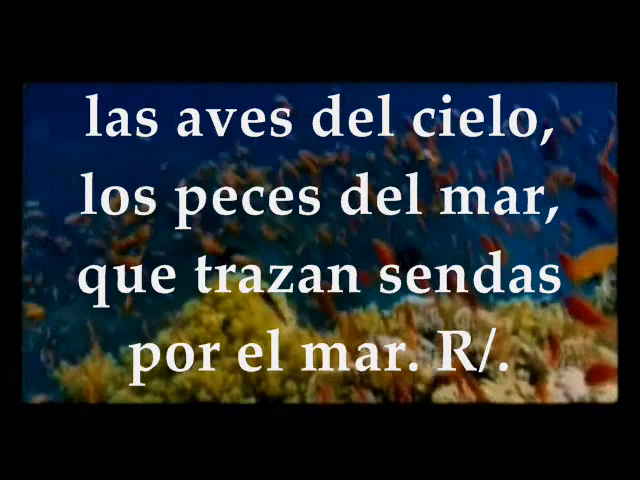 las aves del cielo,
los peces del mar,
que trazan sendas
por el mar. R/.